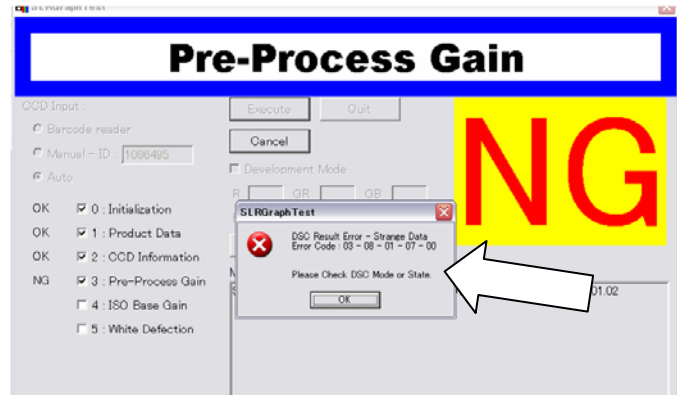 SLRGraphTest
Pre-Process Gain
CCD Input :
Execute
Quit
Barcode reader
Manual - ID :
1086495
Cancel
Auto
Development Mode
R
GR
GB
NG
OK
0 : Initialization
OK
1 : Product Data
OK
2 : CCD Information
NG
3 : Pre-Process Gain
4 : ISO Base Gain
5 : White Defection
SLRGraphTest
DSC Result Error - Strange Data
Error Code : 03 - 08 - 01 - 07 - 00
Please Check DSC Mode or State.
OK
01.02